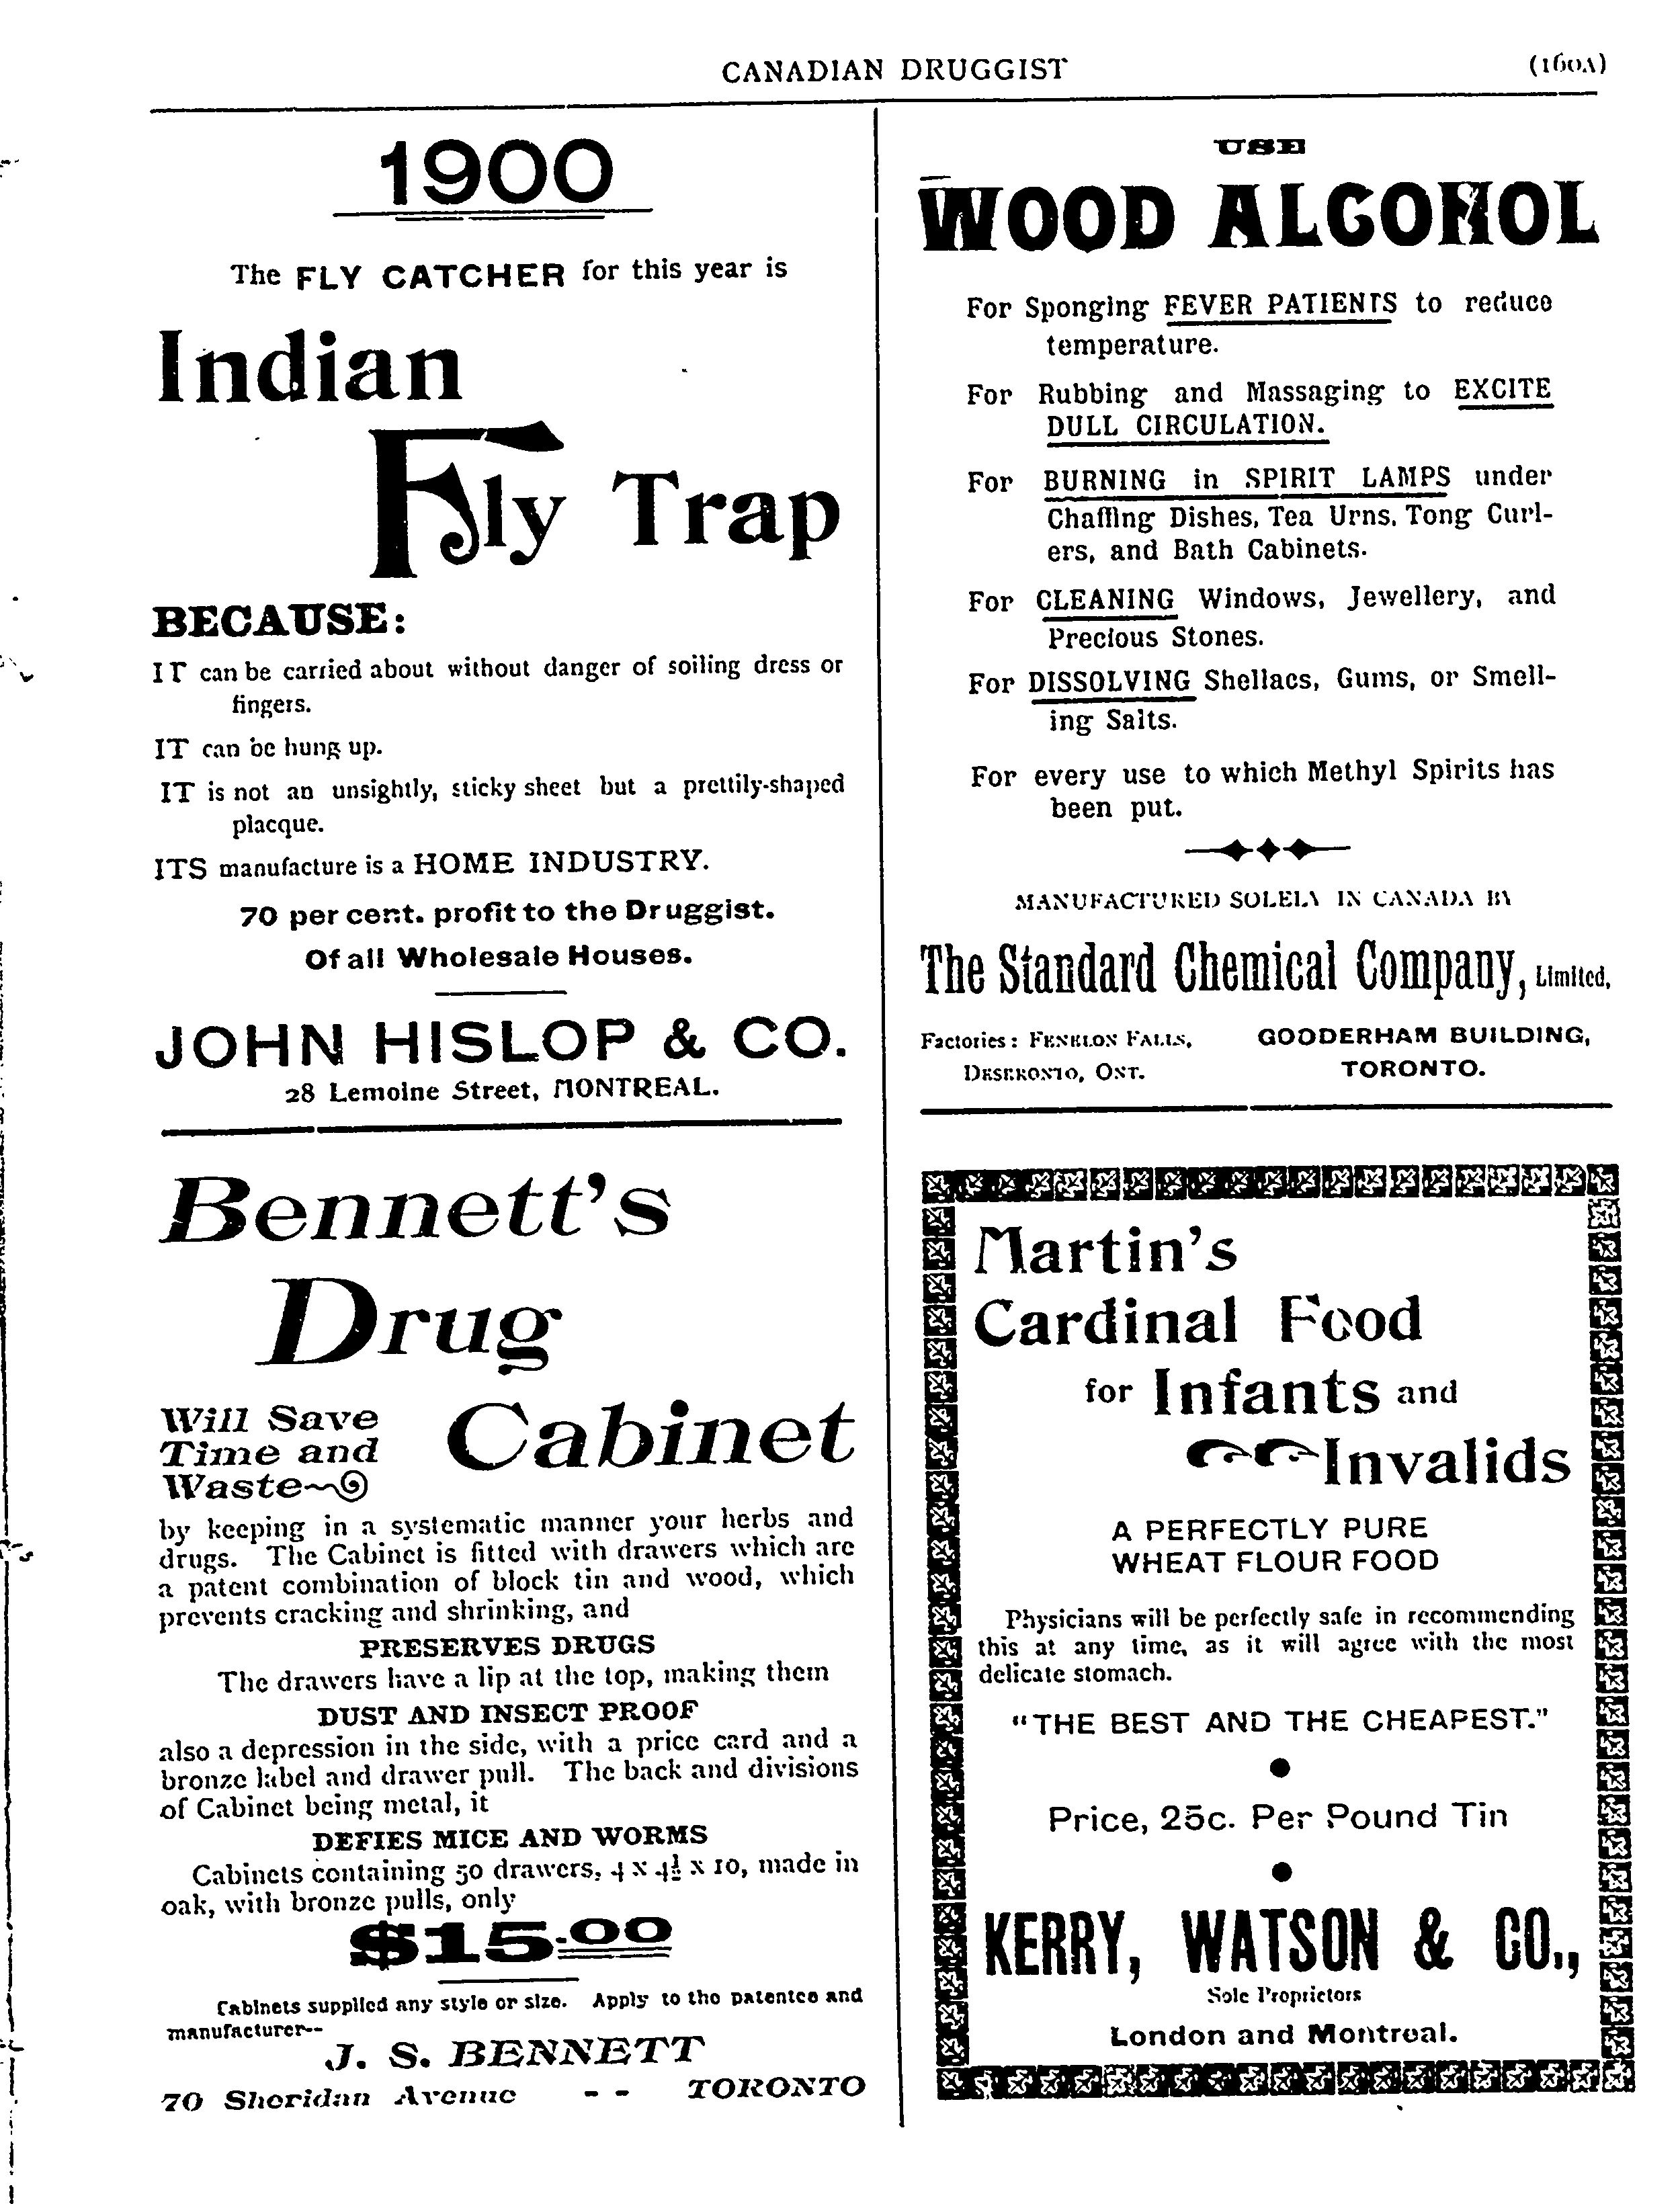 CANADIAN DRUGGIST
(160A)
1900
The FLY CATCHER for this year is
Indian
Fly Trap
BECAUSE:
IT can be carried about without danger of soiling dress or
fingers.
IT can be hung up.
IT is not an unsightly, sticky sheet but a prettily-shaped
placque.
ITS manufacture is a HOME INDUSTRY.
70 per cent. profit to the Druggist.
Of all Wholesale Houses.
JOHN HISLOP & CO.
28 Lemoine Street, MONTREAL.
Bennett's
Drug
Cabinet
Will Save
Time and
Waste
by keeping in a systematic manner your herbs and
drugs. The Cabinet is fitted with drawers which are
a patent combination of block tin and wood, which
prevents cracking and shrinking, and
PRESERVES DRUGS
The drawers have a lip at the top, making them
DUST AND INSECT PROOF
also a depression in the side, with a price card and a
bronze label and drawer pull. The back and divisions
of Cabinet being metal, it
DEFIES MICE AND WORMS
Cabinets containing 50 drawers, 4 x 4½ x 10, made in
oak, with bronze pulls, only
$15.00
Cabinets supplied any style or size. Apply to the patentee and
manufacturer--
J. S. BENNETT
70 Sheridan Avenue - - TORONTO
USE
WOOD ALCOHOL
For Sponging FEVER PATIENTS to reduce
temperature.
For Rubbing and Massaging to EXCITE
DULL CIRCULATION.
For BURNING in SPIRIT LAMPS under
Chaffing Dishes, Tea Urns, Tong Curl-
ers, and Bath Cabinets.
For CLEANING Windows, Jewellery, and
Precious Stones.
For DISSOLVING Shellacs, Gums, or Smell-
ing Salts.
For every use to which Methyl Spirits has
been put.
MANUFACTURED SOLELY IN CANADA BY
The Standard Chemical Company, Limited,
Factories: FENELON FALLS,
DESERONTO, ONT.
GOODERHAM BUILDING,
TORONTO.
Martin's
Cardinal Food
for Infants and
Invalids
A PERFECTLY PURE
WHEAT FLOUR FOOD
Physicians will be perfectly safe in recommending
this at any time, as it will agree with the most
delicate stomach.
"THE BEST AND THE CHEAPEST."
Price, 25c. Per Pound Tin
KERRY, WATSON & CO.,
Sole Proprietors
London and Montreal.